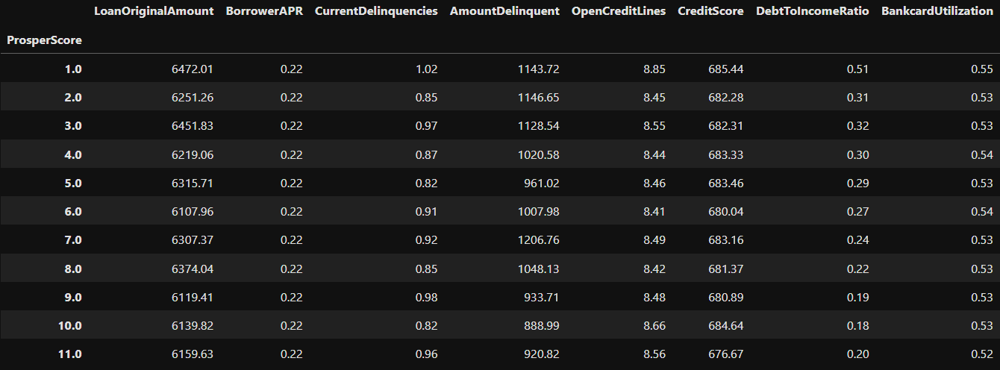 LoanOriginalAmount BorrowerAPR CurrentDelinquencies AmountDelinquent OpenCreditLines CreditScore DebtToIncomeRatio BankcardUtilization
ProsperScore
1.0 6472.01 0.22 1.02 1143.72 8.85 685.44 0.51 0.55
2.0 6251.26 0.22 0.85 1146.65 8.45 682.28 0.31 0.53
3.0 6451.83 0.22 0.97 1128.54 8.55 682.31 0.32 0.53
4.0 6219.06 0.22 0.87 1020.58 8.44 683.33 0.30 0.54
5.0 6315.71 0.22 0.82 961.02 8.46 683.46 0.29 0.53
6.0 6107.96 0.22 0.91 1007.98 8.41 680.04 0.27 0.54
7.0 6307.37 0.22 0.92 1206.76 8.49 683.16 0.24 0.53
8.0 6374.04 0.22 0.85 1048.13 8.42 681.37 0.22 0.53
9.0 6119.41 0.22 0.98 933.71 8.48 680.89 0.19 0.53
10.0 6139.82 0.22 0.82 888.99 8.66 684.64 0.18 0.53
11.0 6159.63 0.22 0.96 920.82 8.56 676.67 0.20 0.52